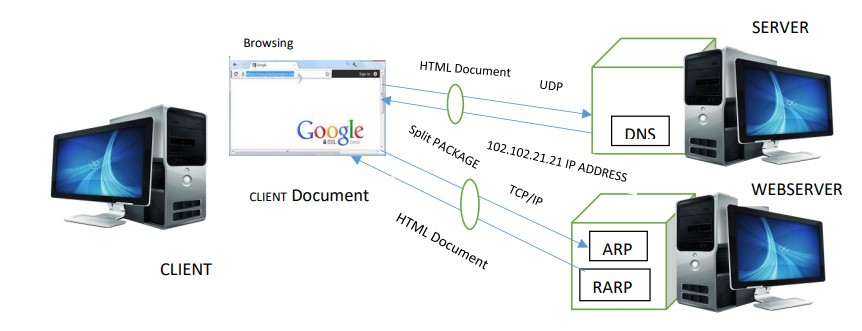 SERVER
Browsing
HTML Document
UDP
Google
DNS
Split PACKAGE
102.102.21.21 IP ADDRESS
TCP/IP
CLIENT Document
WEBSERVER
HTML Document
ARP
RARP
CLIENT